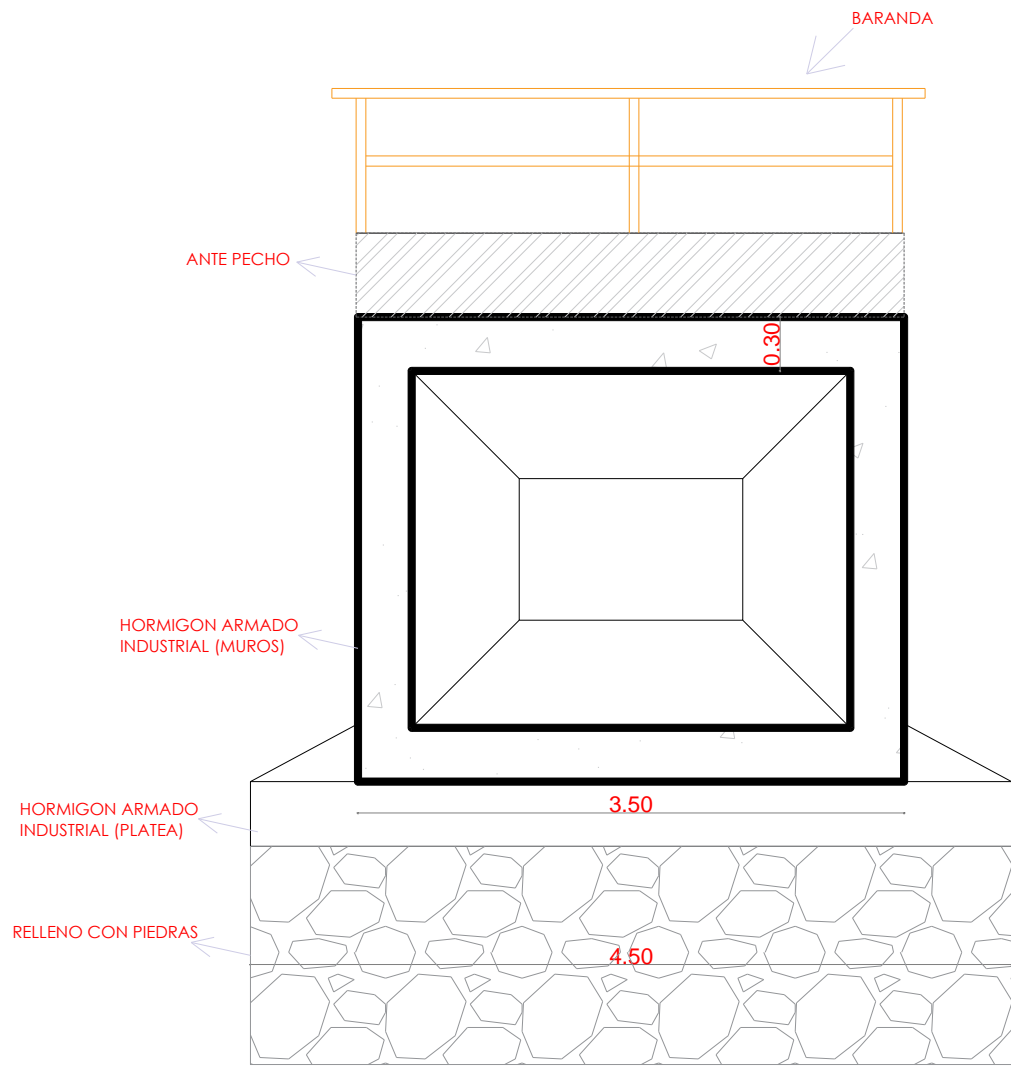 BARANDA
ANTE PECHO
0.30
HORMIGON ARMADO
INDUSTRIAL (MUROS)
HORMIGON ARMADO
INDUSTRIAL (PLATEA)
3.50
RELLENO CON PIEDRAS
4.50